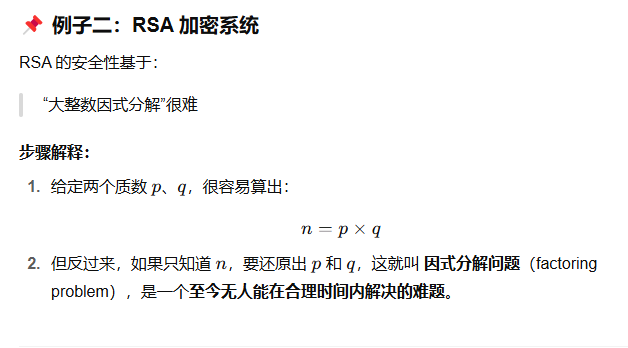 📌 例子二：RSA 加密系统
RSA 的安全性基于：
“大整数因式分解”很难
步骤解释：
1. 给定两个质数 p、q，很容易算出：
n = p × q
2. 但反过来，如果只知道 n，要还原出 p 和 q，这就叫 因式分解问题（factoring
problem），是一个至今无人能在合理时间内解决的难题。